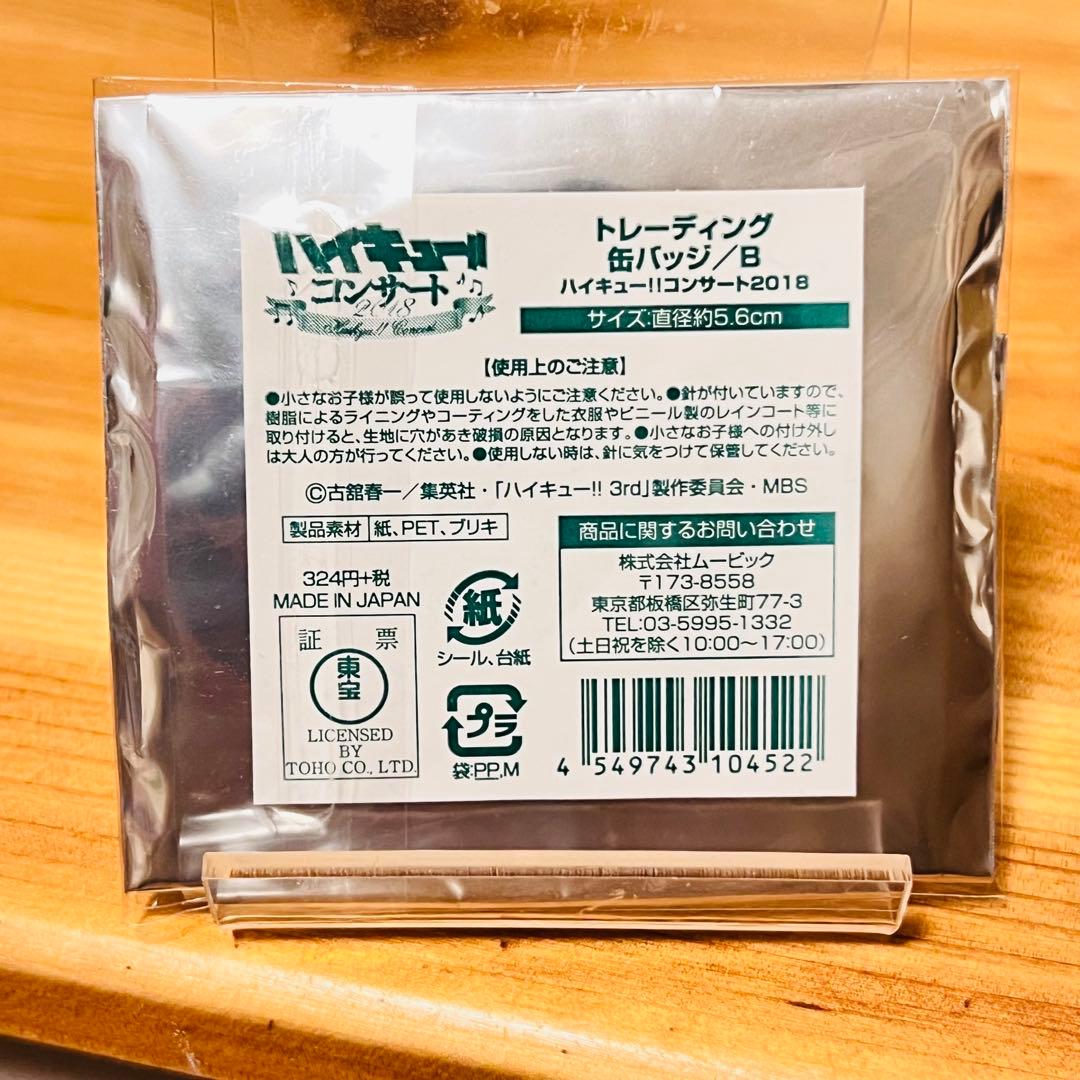 ハイキュー!!
コンサート
2018
Haikyu!! Concert
トレーディング
缶バッジ/B
ハイキュー!!コンサート2018
サイズ:直径約5.6cm
【使用上のご注意】
●小さなお子様が誤って使用しないようにご注意ください。●針が付いていますので、
樹脂によるライニングやコーティングをした衣服やビニール製のレインコート等に
取り付けると、生地に穴があき破損の原因となります。●小さなお子様への付け外し
は大人の方が行ってください。●使用しない時は、針に気をつけて保管してください。
©古舘春一/集英社・「ハイキュー!! 3rd」製作委員会・MBS
製品素材 紙、PET、ブリキ
324円+税
MADE IN JAPAN
証 票
東宝
LICENSED
BY
TOHO CO., LTD.
紙
シール、台紙
プラ
袋:PP,M
商品に関するお問い合わせ
株式会社ムービック
〒173-8558
東京都板橋区弥生町77-3
TEL:03-5995-1332
(土日祝を除く10:00〜17:00)
4 549743 104522